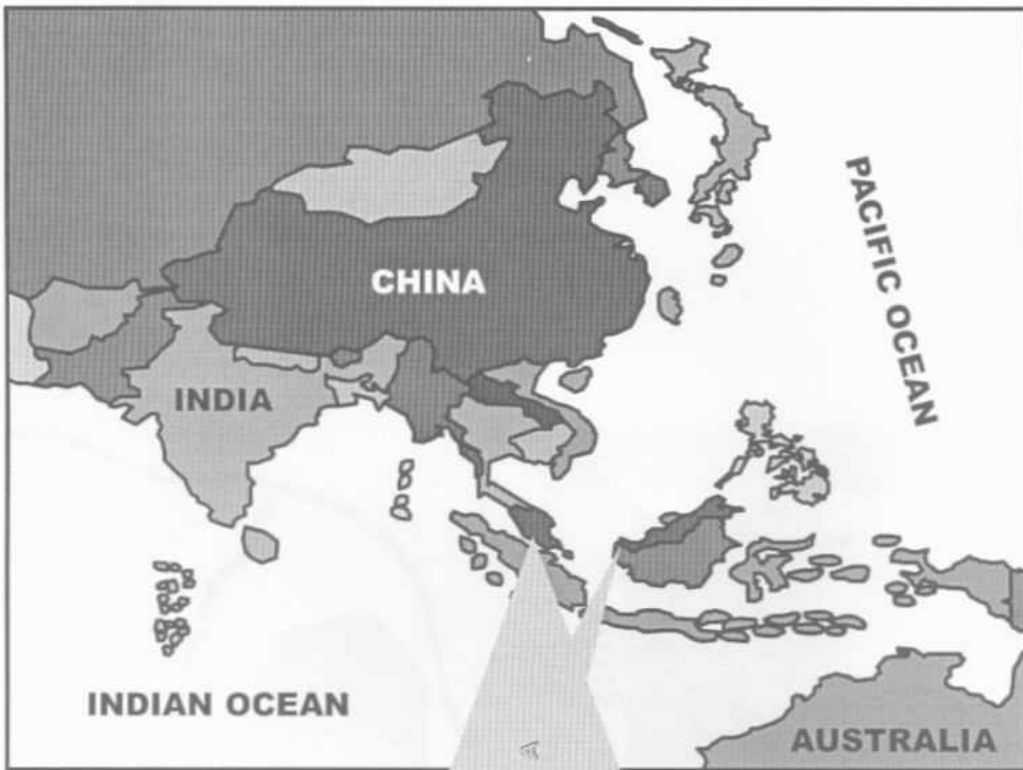 CHINA
PACIFIC OCEAN
INDIA
INDIAN OCEAN
AUSTRALIA